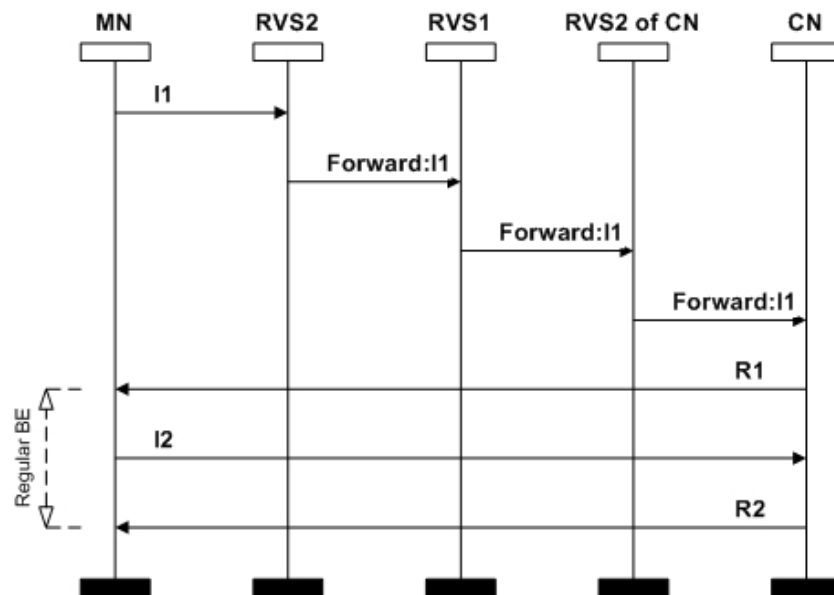 MN RVS2 RVS1 RVS2 of CN CN
I1
Forward:I1
Forward:I1
Forward:I1
R1
Regular BE
I2
R2